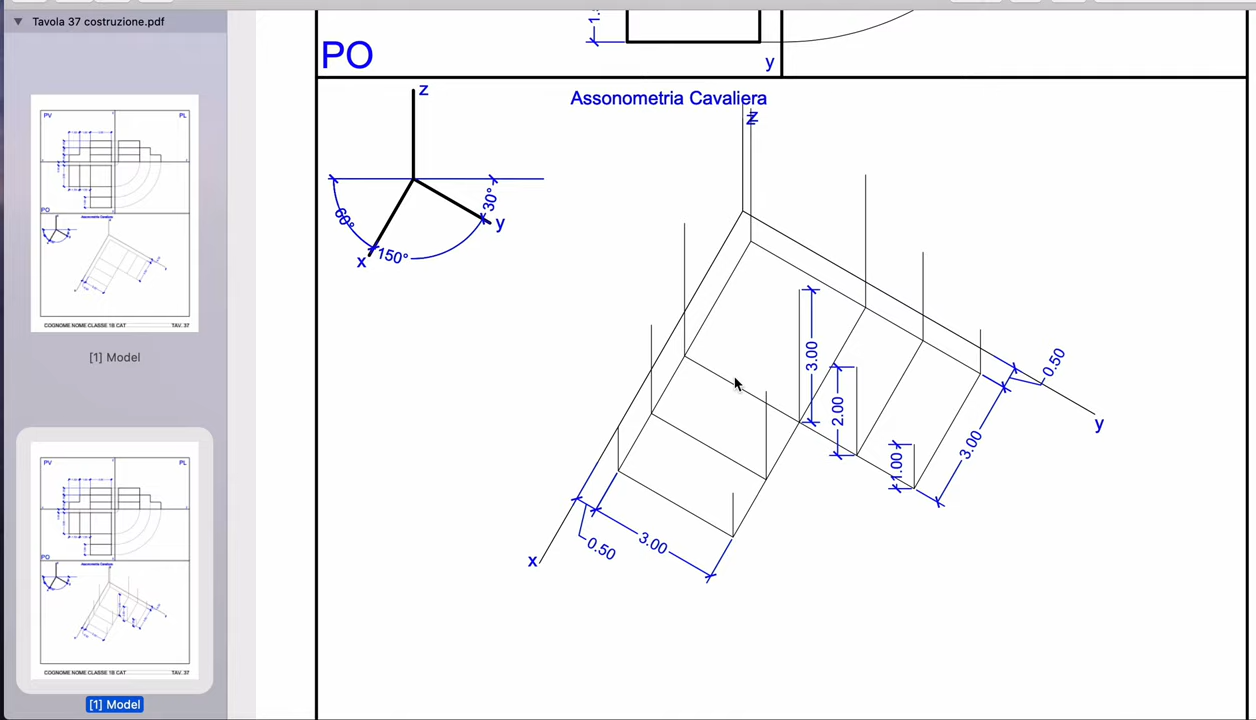 Tavola 37 costruzione.pdf
PV
PL
PO
Assonometria Cavaliera
COGNOME NOME CLASSE 1B CAT
TAV. 37
[1] Model
PV
PL
PO
Assonometria Cavaliera
COGNOME NOME CLASSE 1B CAT
TAV. 37
[1] Model
PO
y
Assonometria Cavaliera
z
z
60°
30°
y
150°
x
3.00
0.50
2.00
y
1.00
3.00
3.00
0.50
x